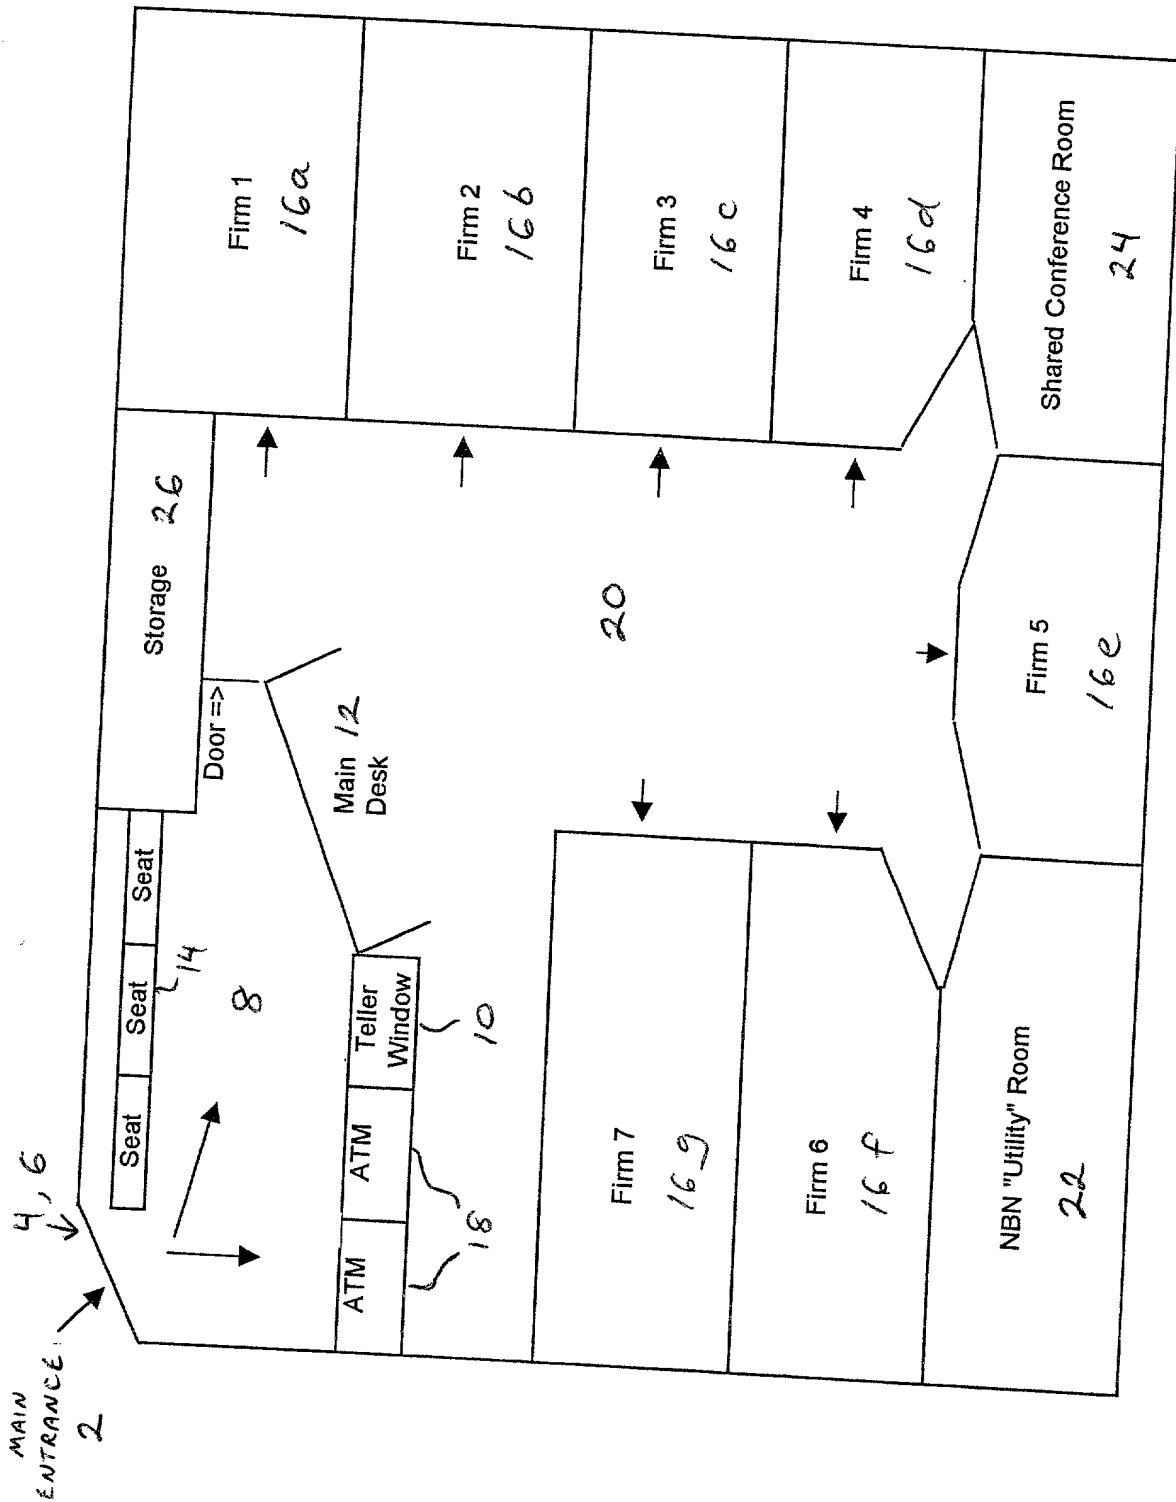 MAIN
ENTRANCE
2
4, 6
Seat
Seat
Seat
14
8
Storage 26
Door =>
ATM
ATM
18
Teller
Window
10
Main 12
Desk
20
Firm 1
16a
Firm 2
16b
Firm 3
16c
Firm 4
16d
Shared Conference Room
24
Firm 5
16e
Firm 7
16g
Firm 6
16f
NBN "Utility" Room
22